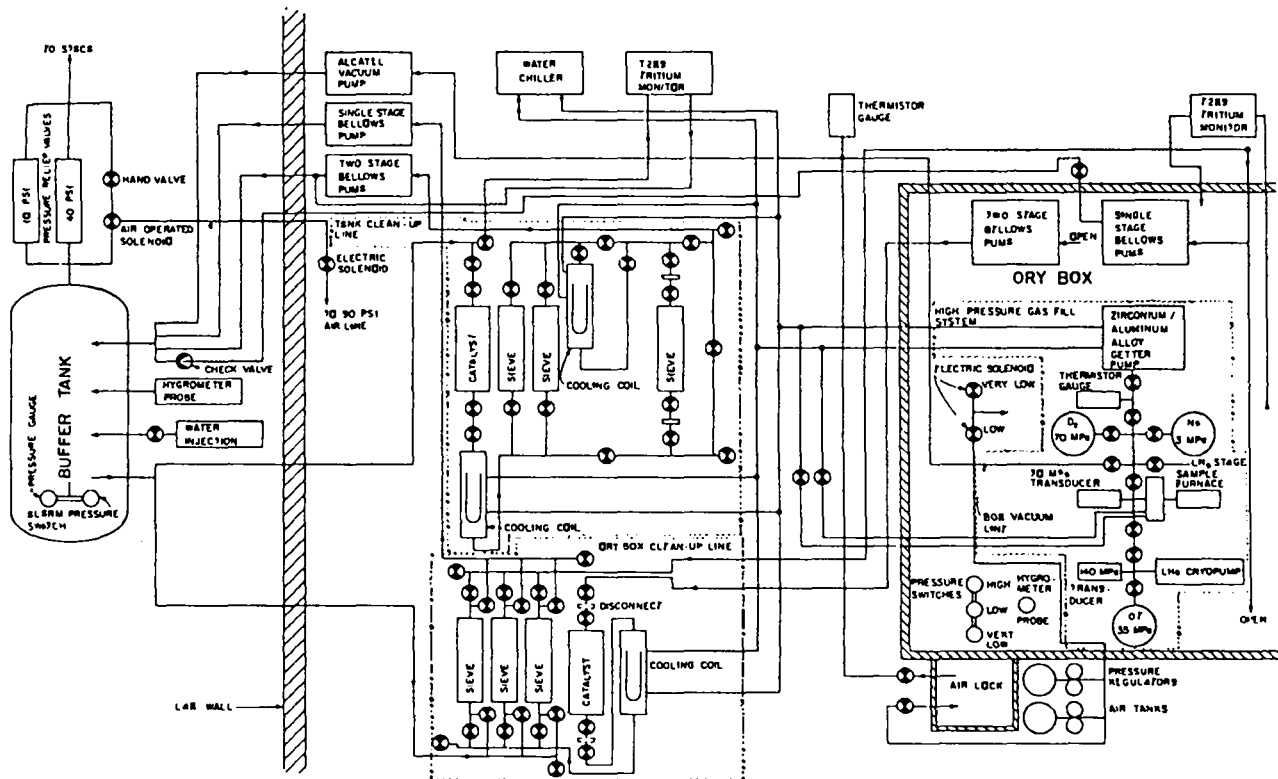 TO STACK
10 PSI
40 PSI
PRESSURE RELIEF VALVES
HAND VALVE
AIR OPERATED
SOLENOID
ALCATEL
VACUUM
PUMP
SINGLE STAGE
BELLOWS
PUMP
TWO STAGE
BELLOWS
PUMP
TANK CLEAN-UP
LINE
ELECTRIC
SOLENOID
TO 90 PSI
AIR LINE
WATER
CHILLER
T289
TRITIUM
MONITOR
THERMISTOR
GAUGE
T289
TRITIUM
MONITOR
CHECK VALVE
HYGROMETER
PROBE
WATER
INJECTION
PRESSURE GAUGE
BUFFER TANK
ALARM PRESSURE
SWITCH
LAB WALL
CATALYST
SIEVE
SIEVE
COOLING COIL
SIEVE
COOLING COIL
DRY BOX CLEAN-UP LINE
DISCONNECT
SIEVE
SIEVE
SIEVE
CATALYST
COOLING COIL
TWO STAGE
BELLOWS
PUMP
OPEN
SINGLE
STAGE
BELLOWS
PUMP
DRY BOX
HIGH PRESSURE GAS FILL
SYSTEM
ZIRCONIUM/
ALUMINUM
ALLOY
GETTER
PUMP
ELECTRIC SOLENOID
VERY LOW
LOW
THERMISTOR
GAUGE
D₂
70 MPa
3 MPa
STAGE
70 MPa
TRANSDUCER
SAMPLE
FURNACE
BOX VACUUM
LINE
140 MPa
TRANS-
DUCER
LHe CRYOPUMP
DT
35 MPa
PRESSURE
SWITCHES
HIGH
LOW
VERY
LOW
HYGRO-
METER
PROBE
OPEN
AIR LOCK
PRESSURE
REGULATORS
AIR TANKS